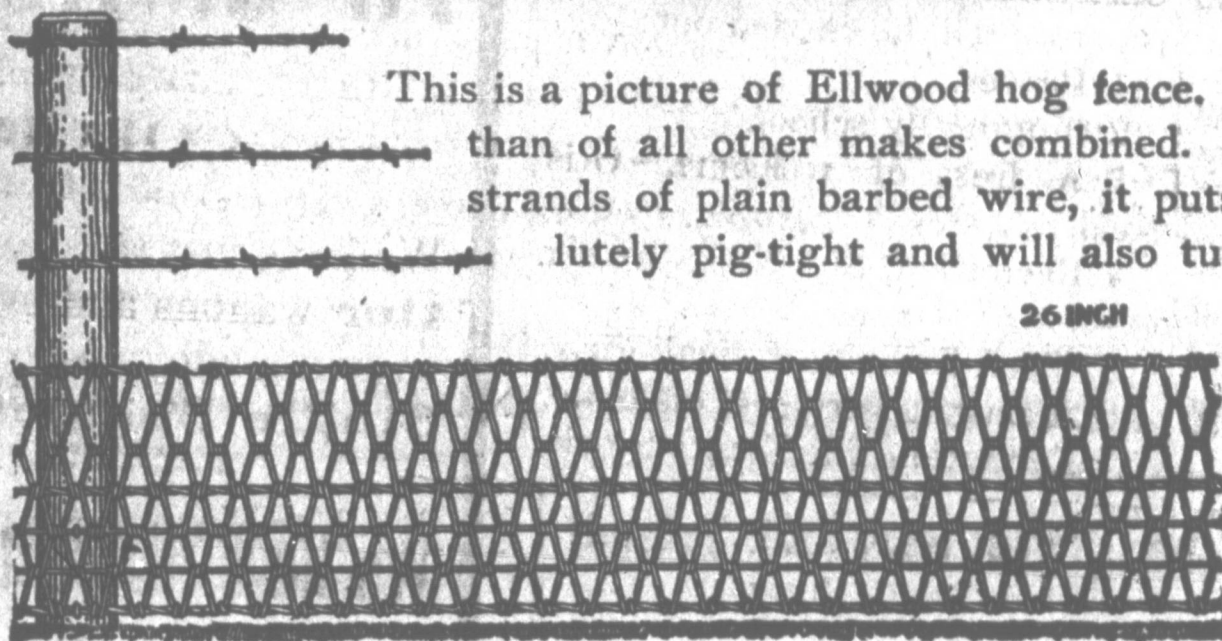 This is a picture of Ellwood hog fence.
than of all other makes combined.
strands of plain barbed wire, it puts
lutely pig-tight and will also tu
26 INCH